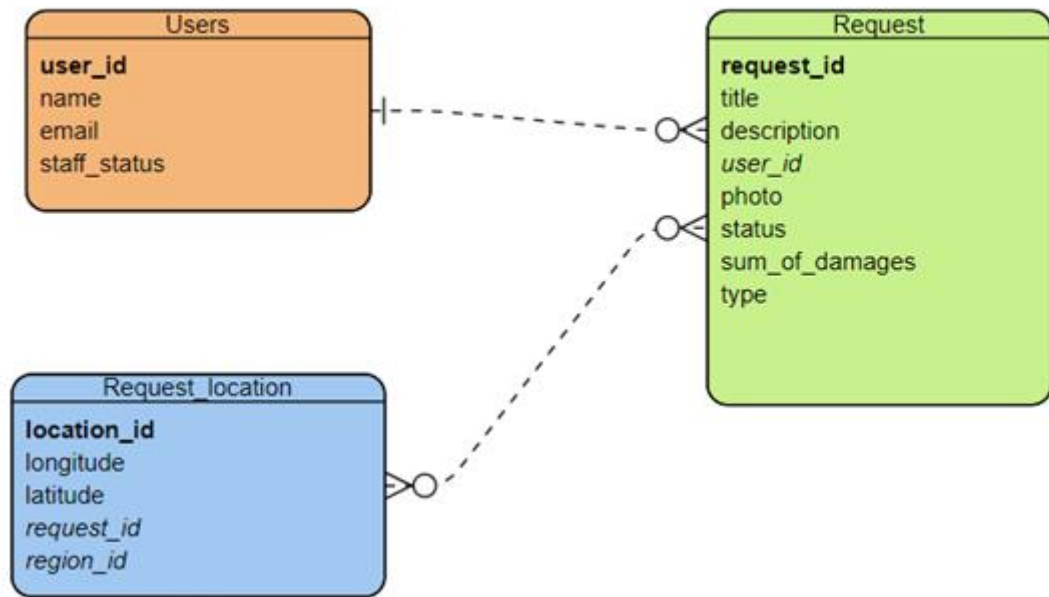 Users
user_id
name
email
staff_status
Request
request_id
title
description
user_id
photo
status
sum_of_damages
type
Request_location
location_id
longitude
latitude
request_id
region_id